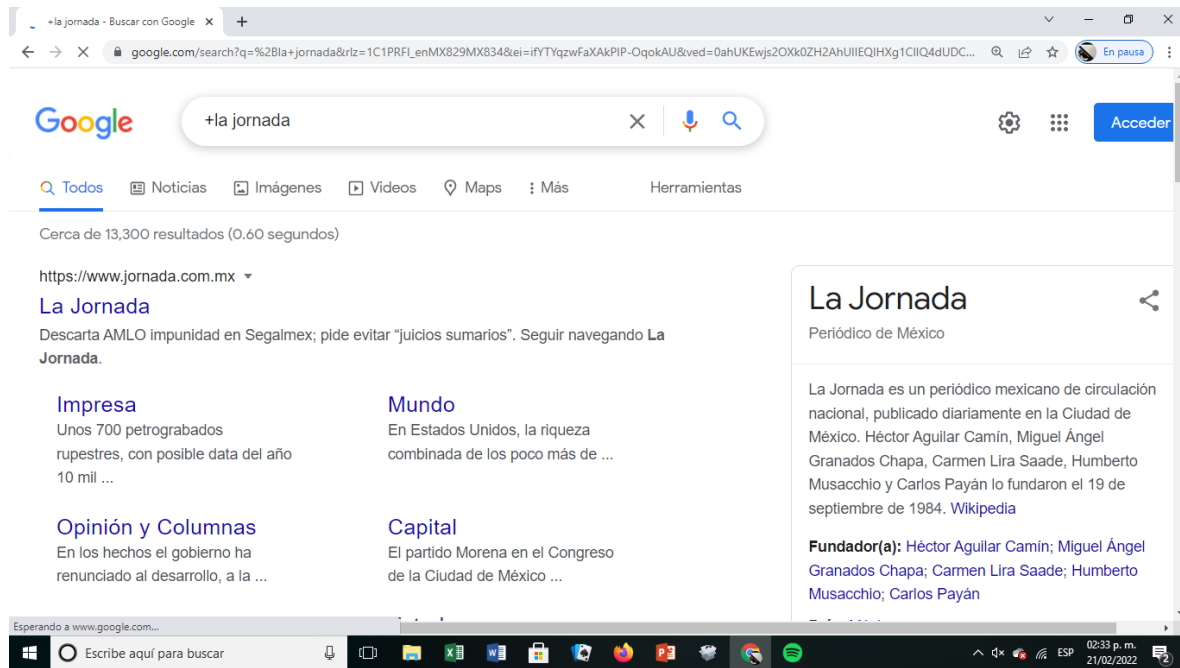 +la jornada - Buscar con Google
google.com/search?q=%2Bla+jornada&rlz=1C1PRFI_enMX829MX834&ei=ifYTYqzwFaXAkPIP-OqokAU&ved=0ahUKEwjs2OXk0ZH2AhUIIEQIHXg1CIIQ4dUDC...
En pausa
Google
+la jornada
Acceder
Todos
Noticias
Imágenes
Videos
Maps
Más
Herramientas
Cerca de 13,300 resultados (0.60 segundos)
https://www.jornada.com.mx
La Jornada
Descarta AMLO impunidad en Segalmex; pide evitar “juicios sumarios”. Seguir navegando La
Jornada.
Impresa
Unos 700 petrograbados
rupestres, con posible data del año
10 mil ...
Mundo
En Estados Unidos, la riqueza
combinada de los poco más de ...
Opinión y Columnas
En los hechos el gobierno ha
renunciado al desarrollo, a la ...
Capital
El partido Morena en el Congreso
de la Ciudad de México ...
La Jornada
Periódico de México
La Jornada es un periódico mexicano de circulación
nacional, publicado diariamente en la Ciudad de
México. Héctor Aguilar Camín, Miguel Ángel
Granados Chapa, Carmen Lira Saade, Humberto
Musacchio y Carlos Payán lo fundaron el 19 de
septiembre de 1984. Wikipedia
Fundador(a): Héctor Aguilar Camín; Miguel Ángel
Granados Chapa; Carmen Lira Saade; Humberto
Musacchio; Carlos Payán
Esperando a www.google.com...
Escribe aquí para buscar
ESP
02:33 p. m.
21/02/2022
2